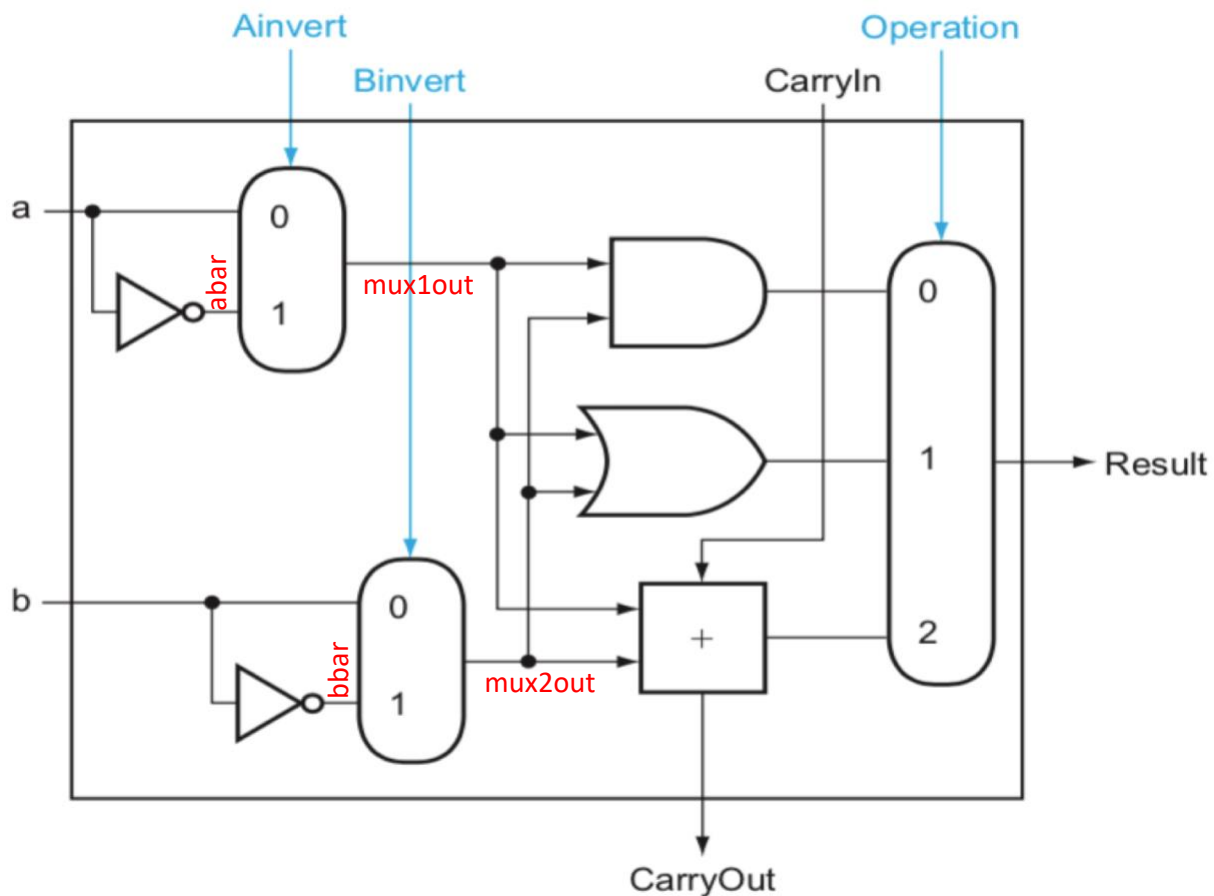 Ainvert
Operation
Binvert
CarryIn
a
0
abar
1
mux1out
0
1
Result
b
0
bbar
1
mux2out
+
2
CarryOut